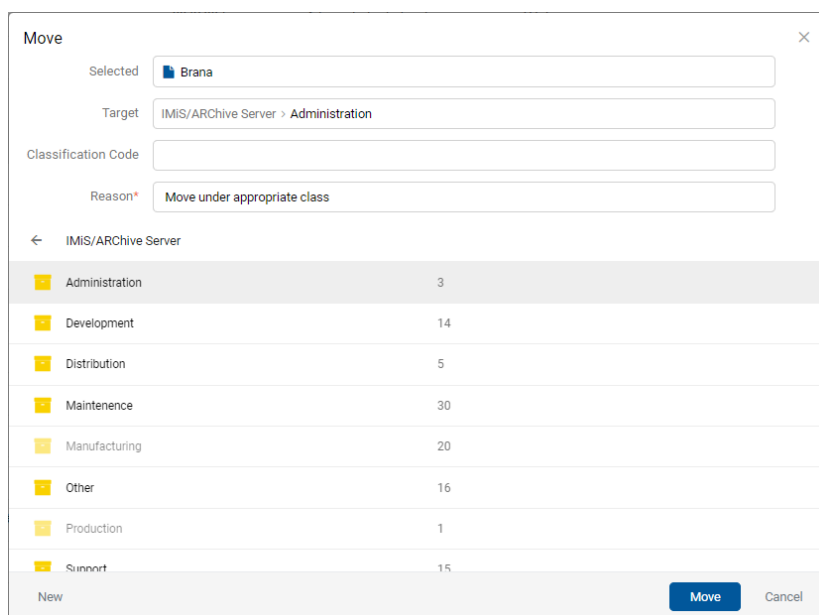 Move
Selected Brana
Target IMiS/ARChive Server > Administration
Classification Code
Reason* Move under appropriate class
IMiS/ARChive Server
Administration 3
Development 14
Distribution 5
Maintenence 30
Manufacturing 20
Other 16
Production 1
Support 15
New Move Cancel